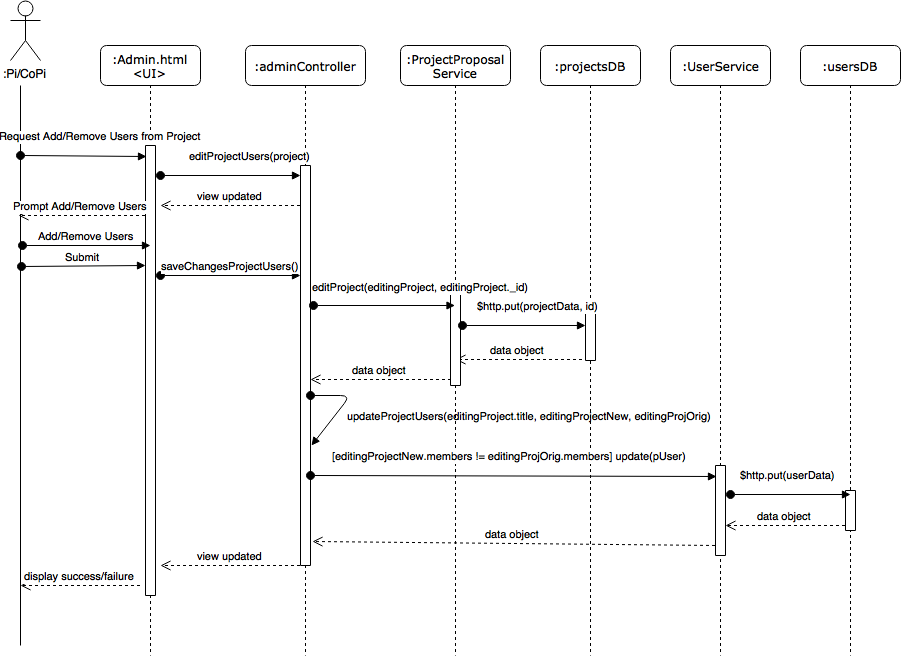 :Pi/CoPi
:Admin.html
<UI>
:adminController
:ProjectProposal
Service
:projectsDB
:UserService
:usersDB
Request Add/Remove Users from Project
editProjectUsers(project)
view updated
Prompt Add/Remove Users
Add/Remove Users
Submit
saveChangesProjectUsers()
editProject(editingProject, editingProject._id)
$http.put(projectData, id)
data object
data object
updateProjectUsers(editingProject.title, editingProjectNew, editingProjOrig)
[editingProjectNew.members != editingProjOrig.members] update(pUser)
$http.put(userData)
data object
data object
view updated
display success/failure